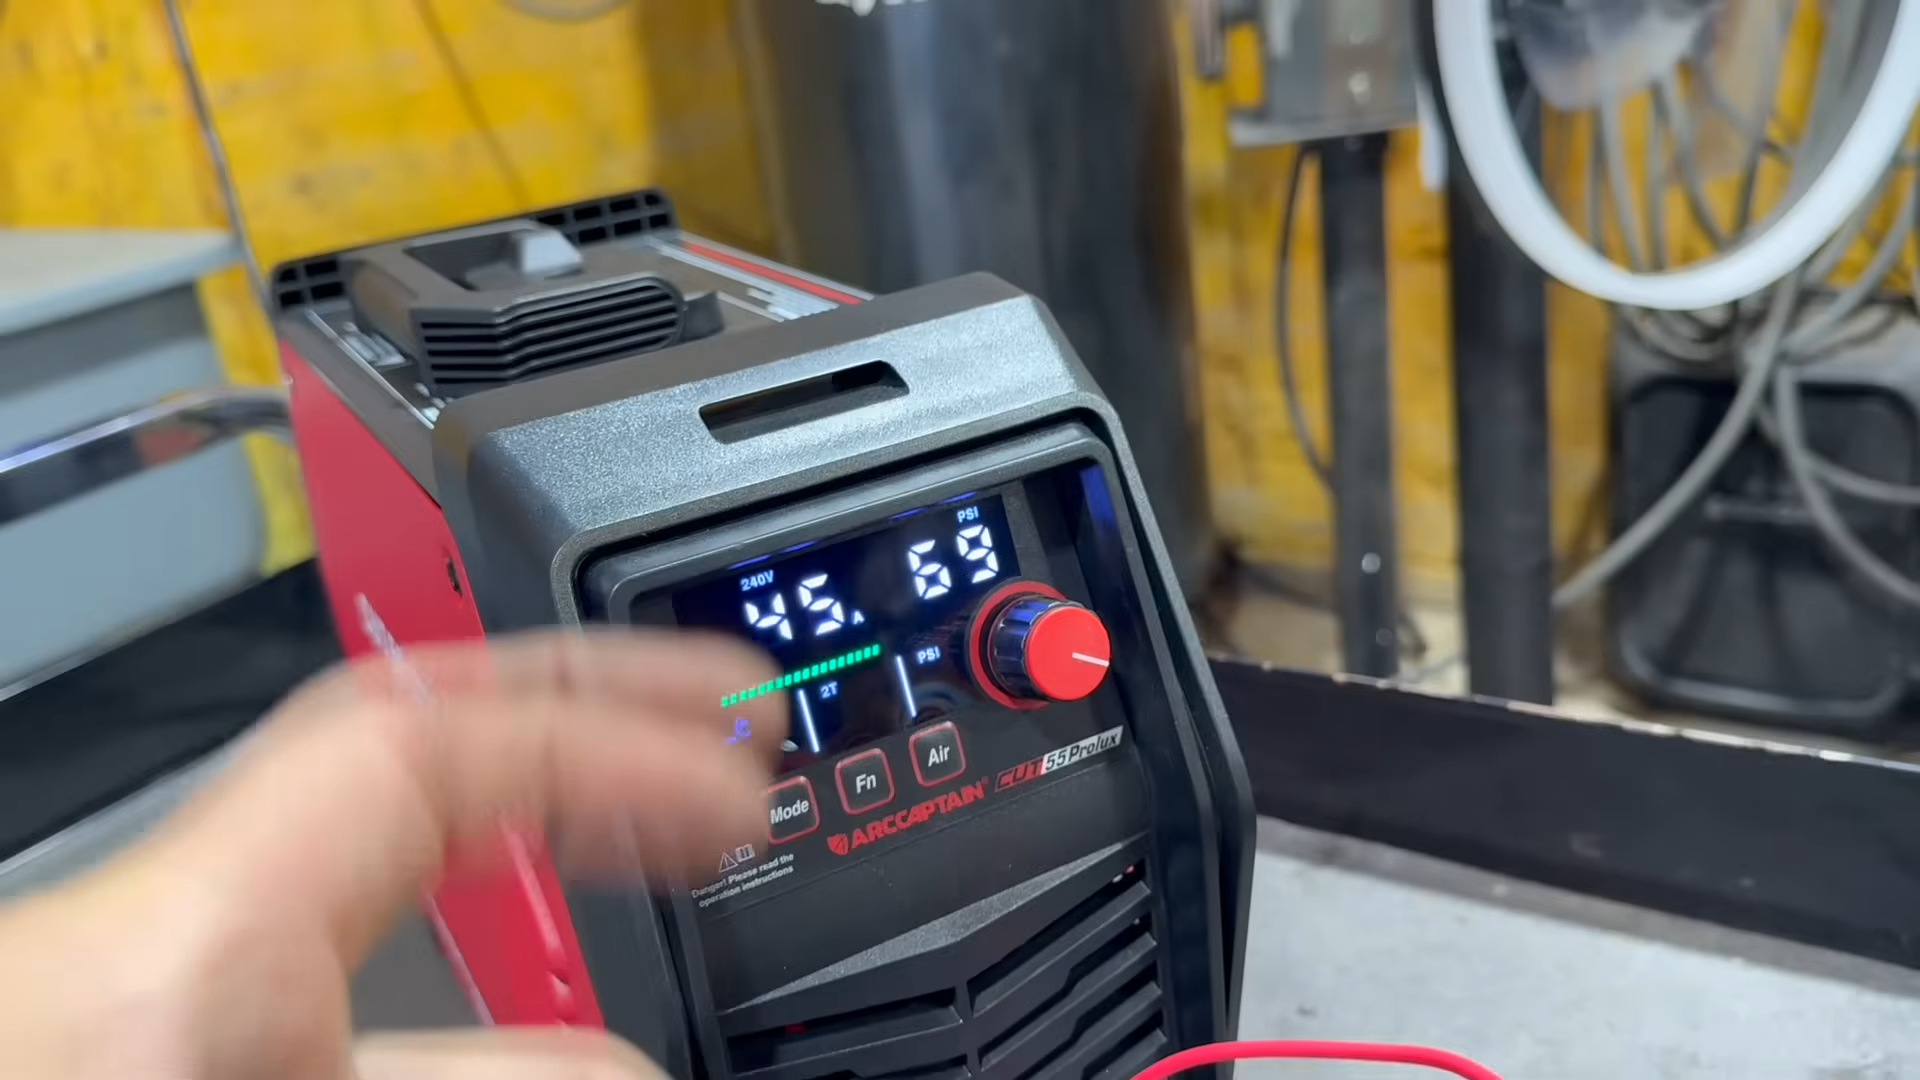 PSI
240V
45A
69
PSI
2T
Mode
Fn
Air
ARCCAPTAIN®
CUT55Prolux
Danger! Please read the
operation instructions